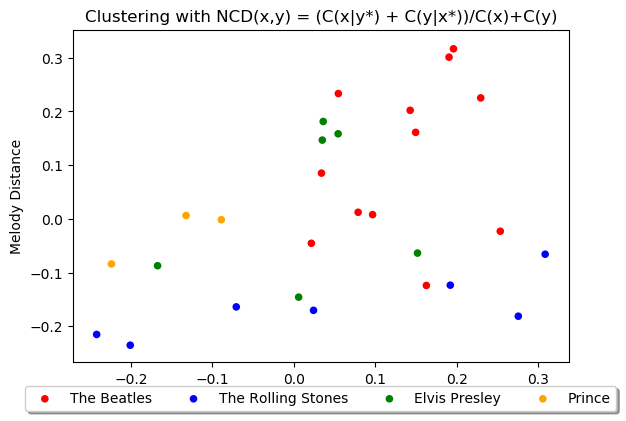 Clustering with NCD(x,y) = (C(x|y*) + C(y|x*))/C(x)+C(y)
Melody Distance
0.3
0.2
0.1
0.0
−0.1
−0.2
−0.2 −0.1 0.0 0.1 0.2 0.3
The Beatles The Rolling Stones Elvis Presley Prince